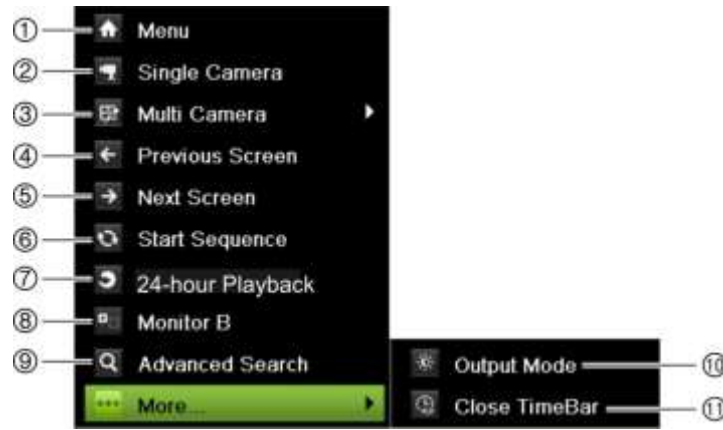 ① Menu
② Single Camera
③ Multi Camera
④ Previous Screen
⑤ Next Screen
⑥ Start Sequence
⑦ 24-hour Playback
⑧ Monitor B
⑨ Advanced Search
Output Mode ⑩
More...
Close TimeBar ⑪